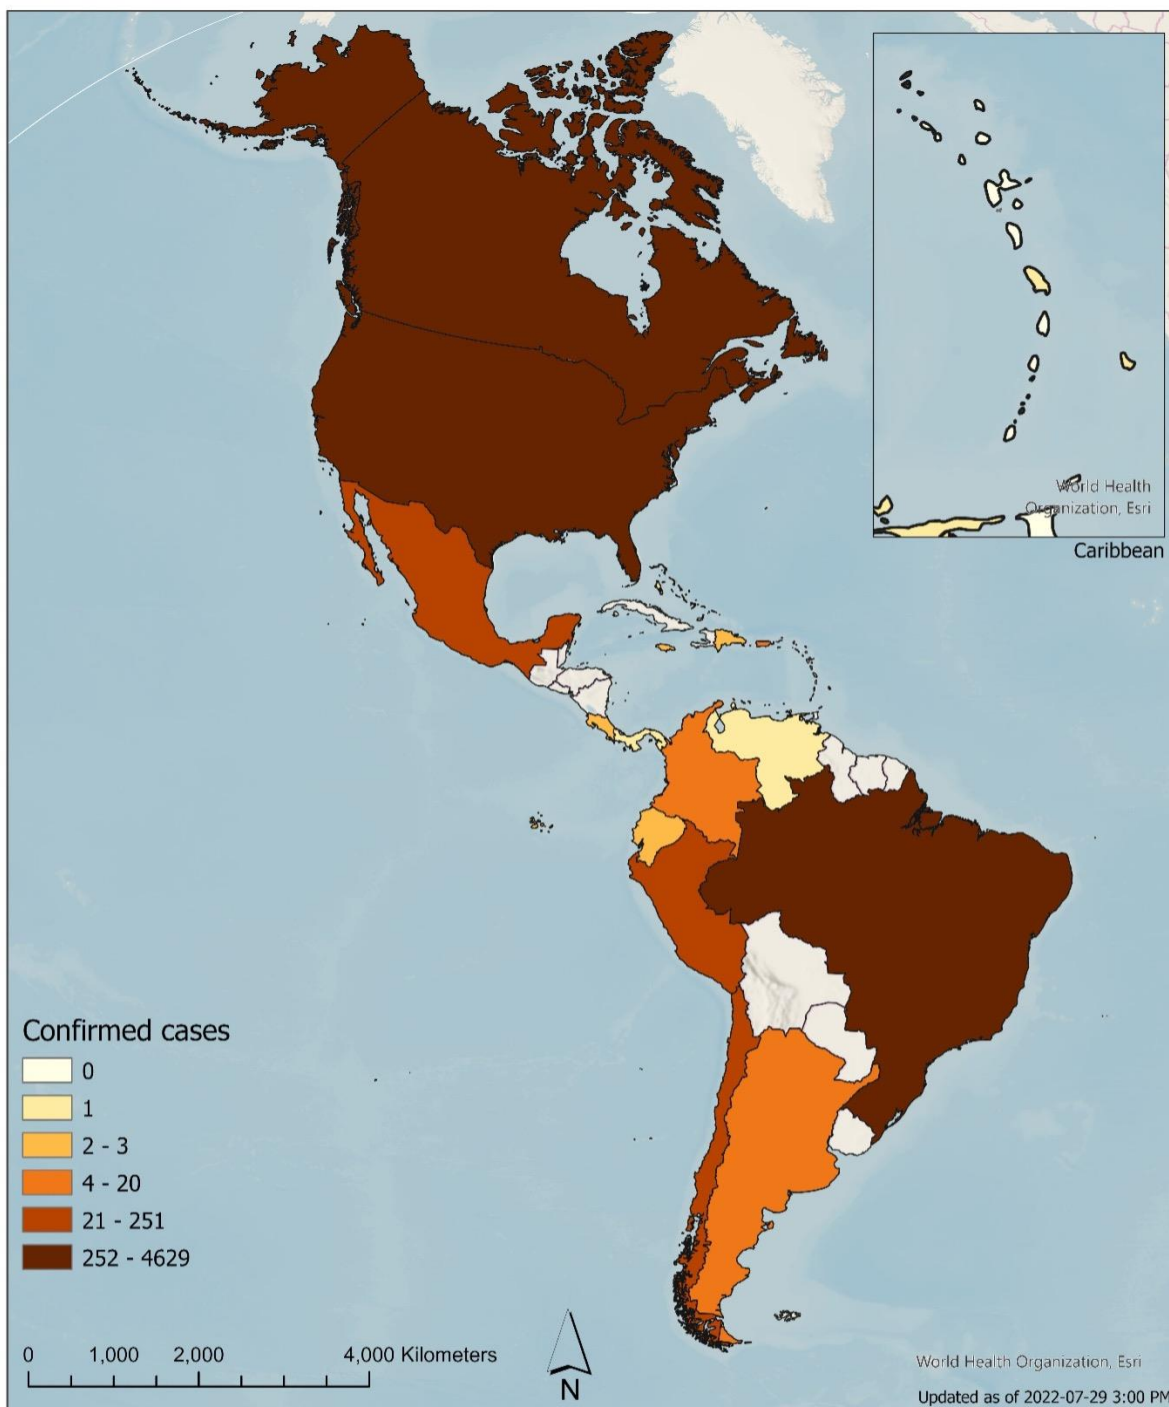 World Health
Organization, Esri
Caribbean
Confirmed cases
0
1
2 - 3
4 - 20
21 - 251
252 - 4629
0 1,000 2,000 4,000 Kilometers
N
World Health Organization, Esri
Updated as of 2022-07-29 3:00 PM